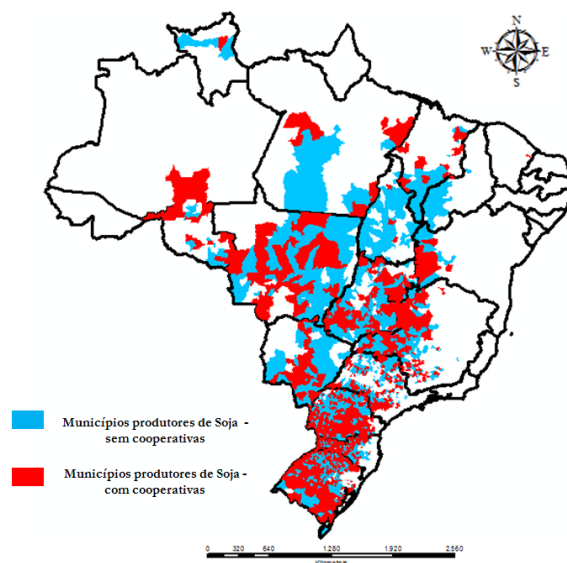 N
W E
S
Municípios produtores de Soja -
sem cooperativas
Municípios produtores de Soja -
com cooperativas
0 320 640 1.280 1.920 2.560